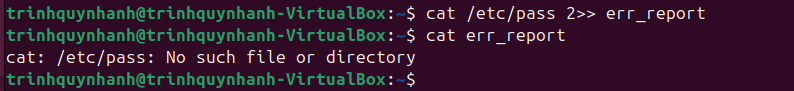 trinhquynhanh@trinhquynhanh-VirtualBox:~$ cat /etc/pass 2>> err_report
trinhquynhanh@trinhquynhanh-VirtualBox:~$ cat err_report
cat: /etc/pass: No such file or directory
trinhquynhanh@trinhquynhanh-VirtualBox:~$